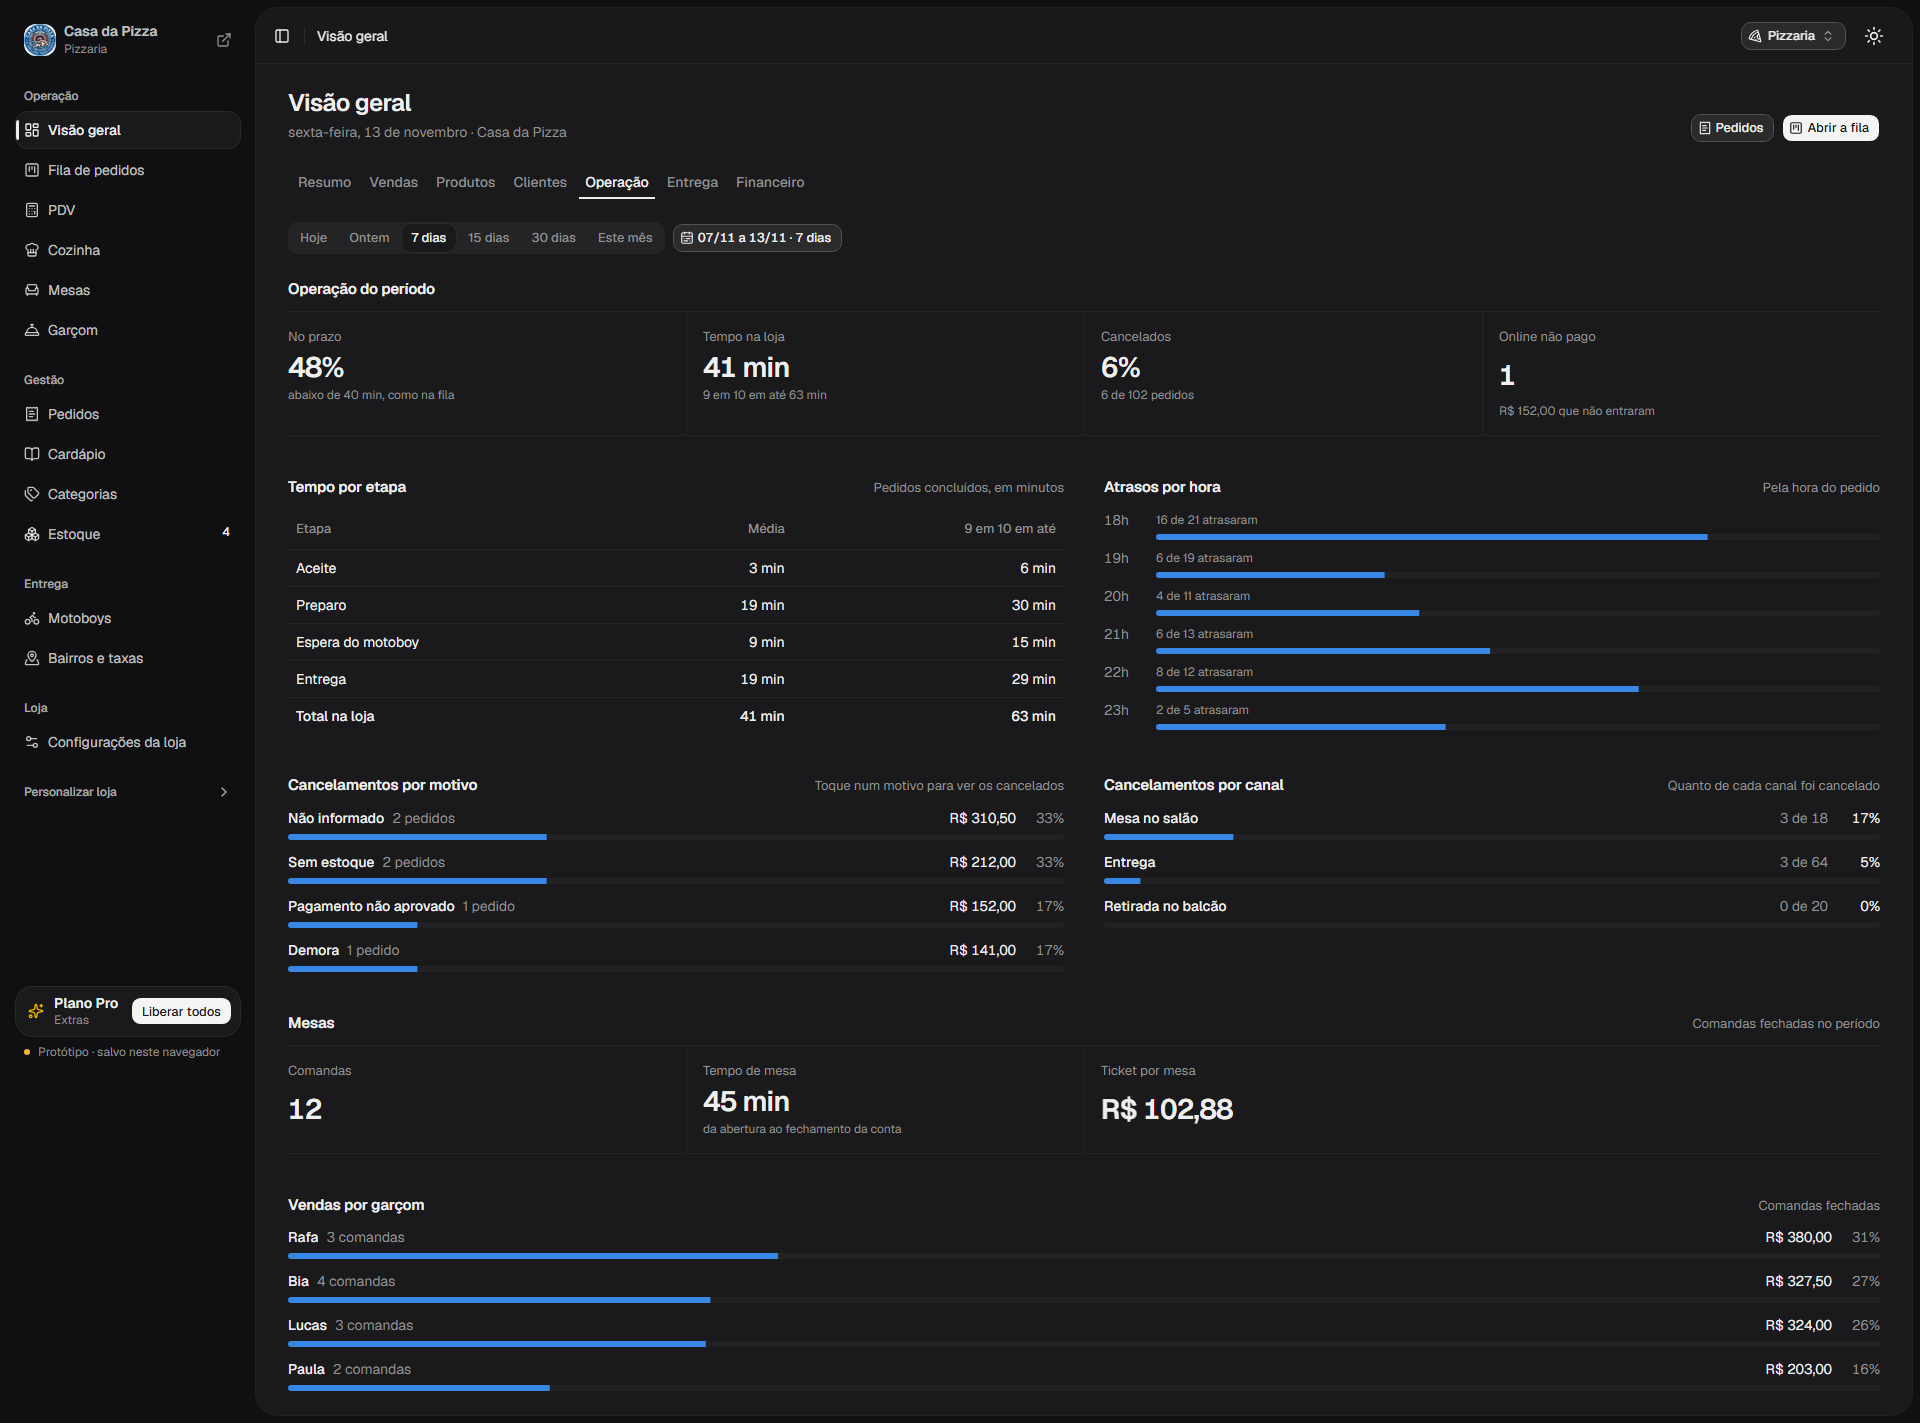 Casa da Pizza
Pizzaria
Operação
Visão geral
Fila de pedidos
PDV
Cozinha
Mesas
Garçom
Gestão
Pedidos
Cardápio
Categorias
Estoque 4
Entrega
Motoboys
Bairros e taxas
Loja
Configurações da loja
Personalizar loja
Plano Pro
Extras
Liberar todos
Protótipo · salvo neste navegador
Visão geral
Pizzaria
Visão geral
sexta-feira, 13 de novembro · Casa da Pizza
Pedidos
Abrir a fila
Resumo Vendas Produtos Clientes Operação Entrega Financeiro
Hoje Ontem 7 dias 15 dias 30 dias Este mês 07/11 a 13/11 · 7 dias
Operação do período
No prazo
48%
abaixo de 40 min, como na fila
Tempo na loja
41 min
9 em 10 em até 63 min
Cancelados
6%
6 de 102 pedidos
Online não pago
1
R$ 152,00 que não entraram
Tempo por etapa Pedidos concluídos, em minutos
Etapa Média 9 em 10 em até
Aceite 3 min 6 min
Preparo 19 min 30 min
Espera do motoboy 9 min 15 min
Entrega 19 min 29 min
Total na loja 41 min 63 min
Atrasos por hora Pela hora do pedido
18h 16 de 21 atrasaram
19h 6 de 19 atrasaram
20h 4 de 11 atrasaram
21h 6 de 13 atrasaram
22h 8 de 12 atrasaram
23h 2 de 5 atrasaram
Cancelamentos por motivo Toque num motivo para ver os cancelados
Não informado 2 pedidos R$ 310,50 33%
Sem estoque 2 pedidos R$ 212,00 33%
Pagamento não aprovado 1 pedido R$ 152,00 17%
Demora 1 pedido R$ 141,00 17%
Cancelamentos por canal Quanto de cada canal foi cancelado
Mesa no salão 3 de 18 17%
Entrega 3 de 64 5%
Retirada no balcão 0 de 20 0%
Mesas Comandas fechadas no período
Comandas
12
Tempo de mesa
45 min
da abertura ao fechamento da conta
Ticket por mesa
R$ 102,88
Vendas por garçom Comandas fechadas
Rafa 3 comandas R$ 380,00 31%
Bia 4 comandas R$ 327,50 27%
Lucas 3 comandas R$ 324,00 26%
Paula 2 comandas R$ 203,00 16%